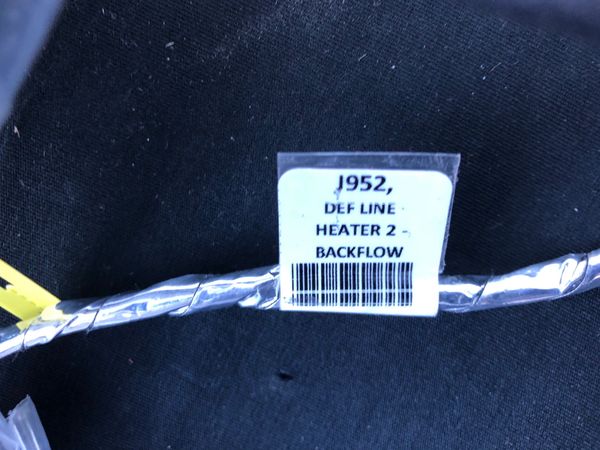 J952,
DEF LINE
HEATER 2 -
BACKFLOW